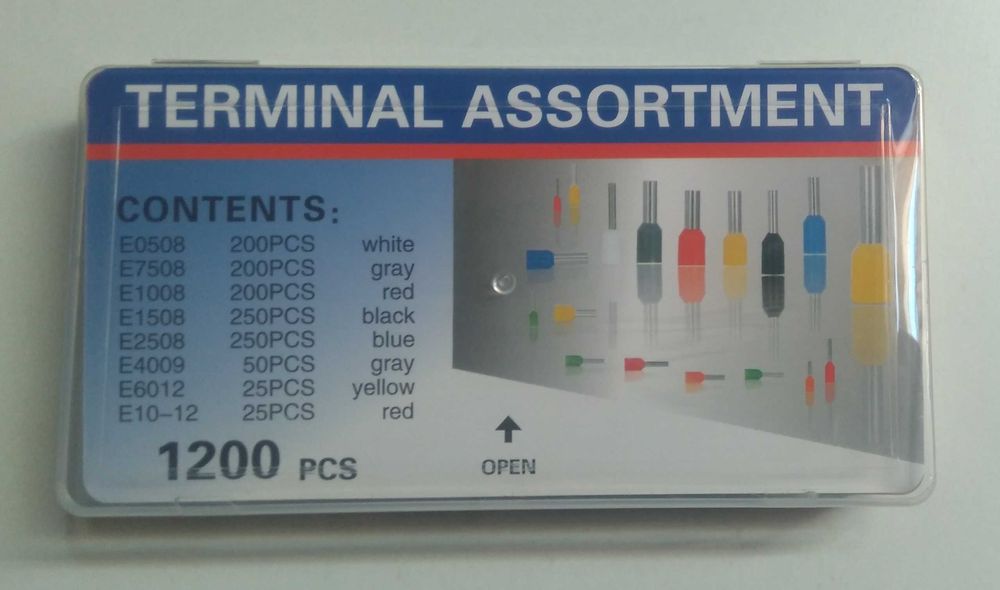 TERMINAL ASSORTMENT
CONTENTS:
E0508 200PCS white
E7508 200PCS gray
E1008 200PCS red
E1508 250PCS black
E2508 250PCS blue
E4009 50PCS gray
E6012 25PCS yellow
E10-12 25PCS red
1200 PCS
OPEN